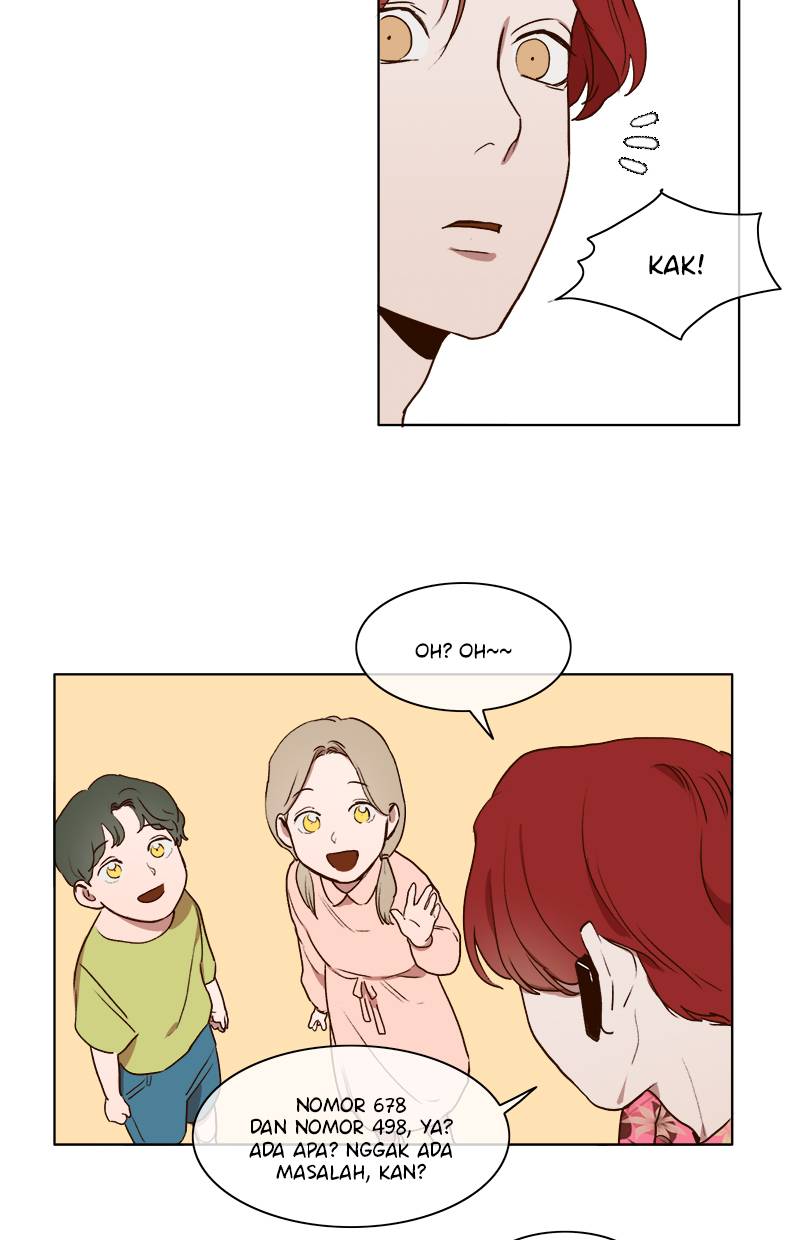 KAK!
OH? OH~~
NOMOR 678
DAN NOMOR 498, YA?
ADA APA? NGGAK ADA
MASALAH, KAN?